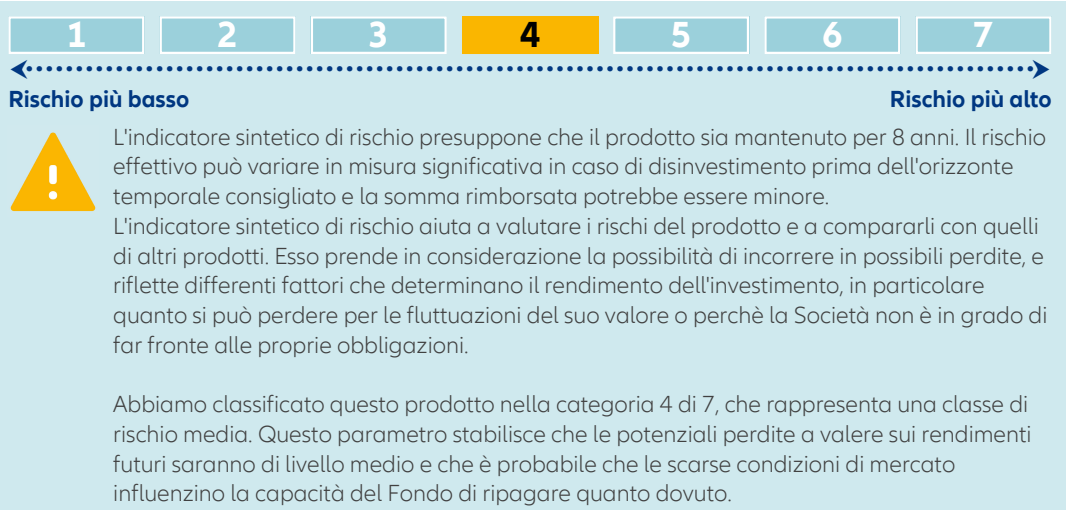 1 2 3 4 5 6 7
Rischio più basso Rischio più alto
L'indicatore sintetico di rischio presuppone che il prodotto sia mantenuto per 8 anni. Il rischio
effettivo può variare in misura significativa in caso di disinvestimento prima dell'orizzonte
temporale consigliato e la somma rimborsata potrebbe essere minore.
L'indicatore sintetico di rischio aiuta a valutare i rischi del prodotto e a compararli con quelli
di altri prodotti. Esso prende in considerazione la possibilità di incorrere in possibili perdite, e
riflette differenti fattori che determinano il rendimento dell'investimento, in particolare
quanto si può perdere per le fluttuazioni del suo valore o perchè la Società non è in grado di
far fronte alle proprie obbligazioni.
Abbiamo classificato questo prodotto nella categoria 4 di 7, che rappresenta una classe di
rischio media. Questo parametro stabilisce che le potenziali perdite a valere sui rendimenti
futuri saranno di livello medio e che è probabile che le scarse condizioni di mercato
influenzino la capacità del Fondo di ripagare quanto dovuto.